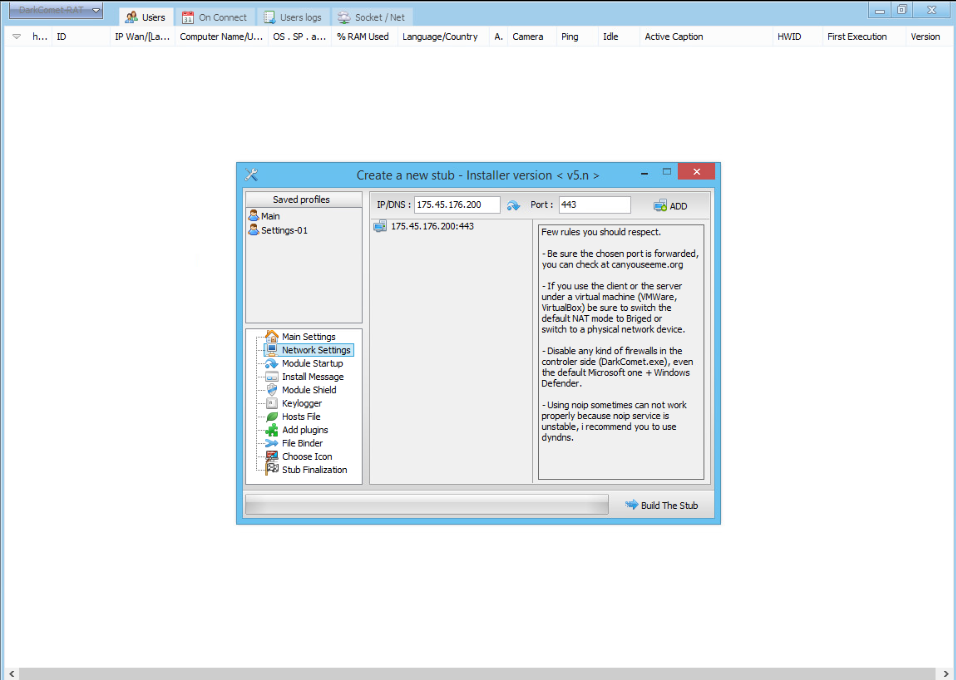 DarkComet-RAT
Users
On Connect
Users logs
Socket / Net
h...
ID
IP Wan/[La...
Computer Name/U...
OS . SP . a...
% RAM Used
Language/Country
A.
Camera
Ping
Idle
Active Caption
HWID
First Execution
Version
Create a new stub - Installer version < v5.n >
Saved profiles
Main
Settings-01
Main Settings
Network Settings
Module Startup
Install Message
Module Shield
Keylogger
Hosts File
Add plugins
File Binder
Choose Icon
Stub Finalization
IP/DNS : 175.45.176.200
Port : 443
ADD
175.45.176.200:443
Few rules you should respect.
- Be sure the chosen port is forwarded,
you can check at canyouseeme.org
- If you use the client or the server
under a virtual machine (VMWare,
VirtualBox) be sure to switch the
default NAT mode to Briged or
switch to a physical network device.
- Disable any kind of firewalls in the
controler side (DarkComet.exe), even
the default Microsoft one + Windows
Defender.
- Using noip sometimes can not work
properly because noip service is
unstable, i recommend you to use
dyndns.
Build The Stub